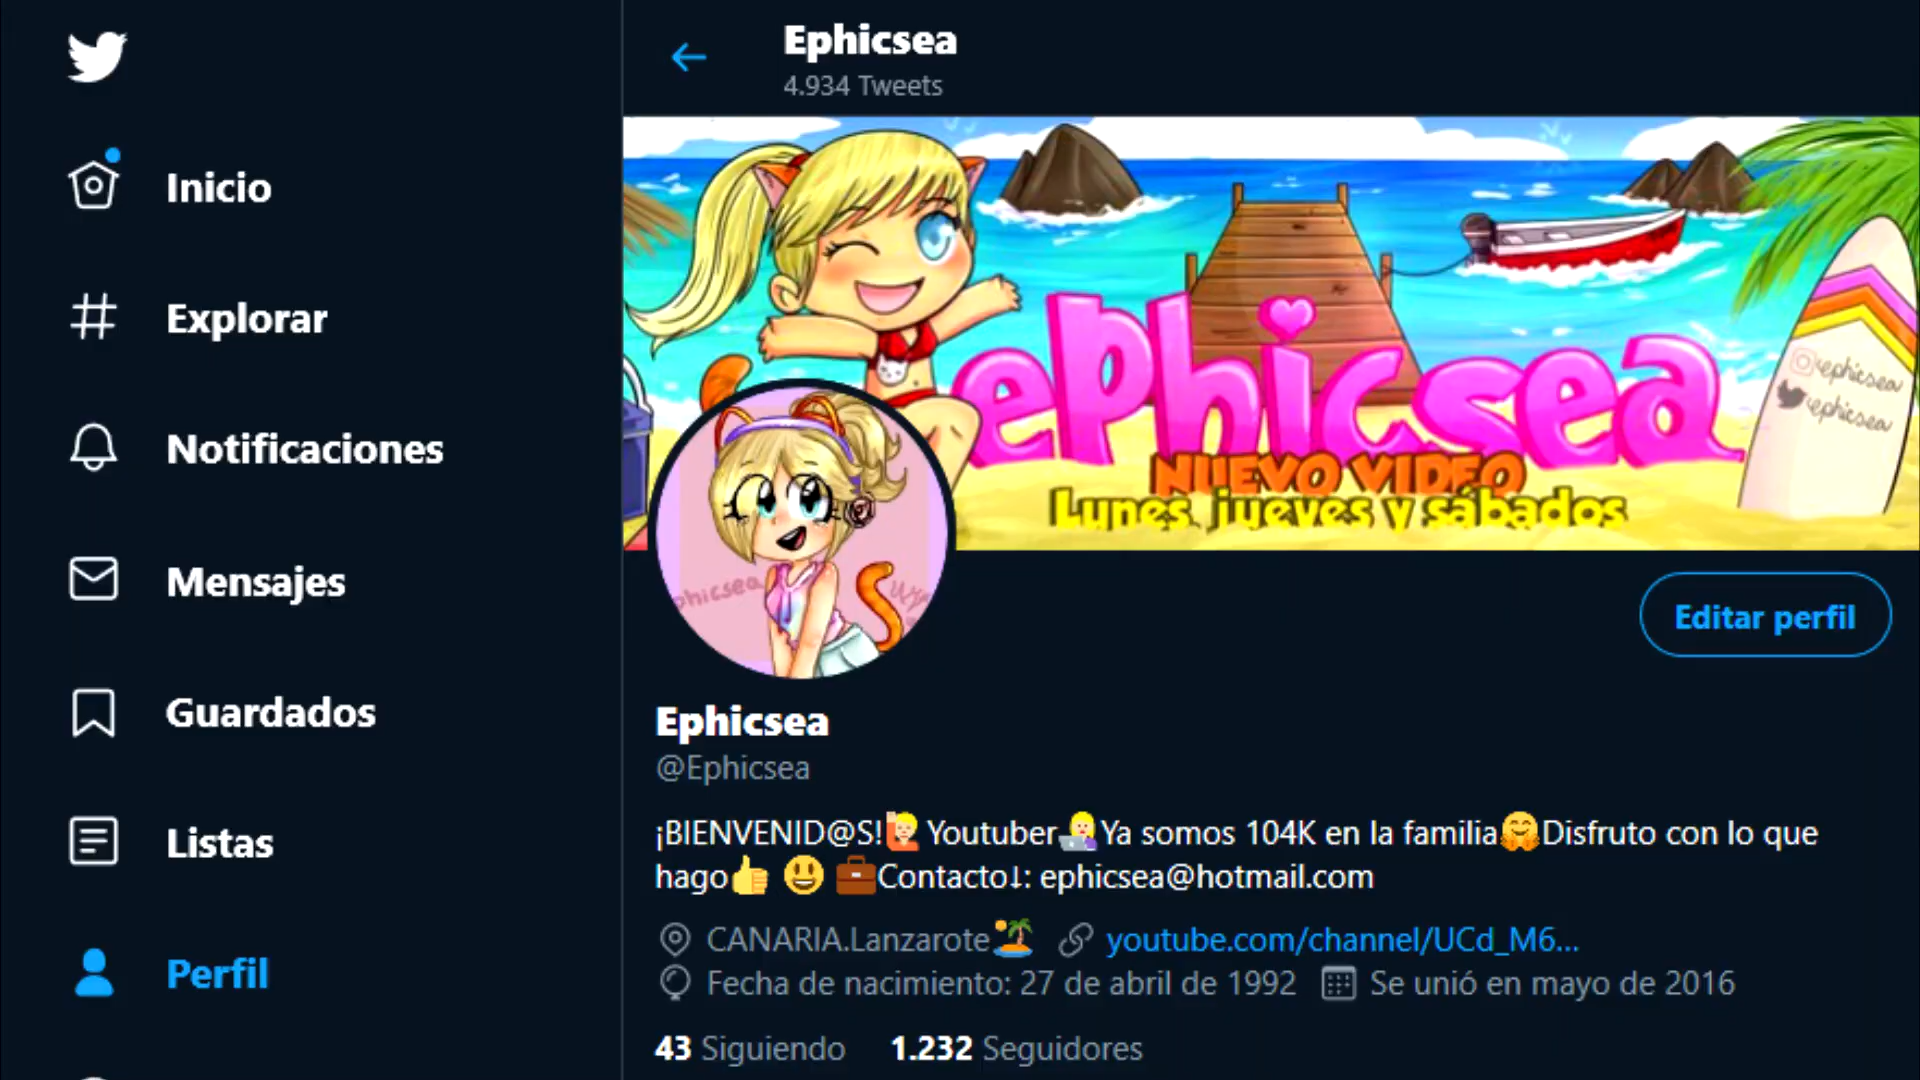 Ephicsea
4.934 Tweets
Inicio
Explorar
Notificaciones
Mensajes
Guardados
Listas
Perfil
ephicsea
NUEVO VIDEO
Lunes, jueves y sábados
ephicsea
ephicsea
phicsea
Editar perfil
Ephicsea
@Ephicsea
¡BIENVENID@S!🙋🏼Youtuber👩🏼‍💻Ya somos 104K en la familia🤗Disfruto con lo que
hago👍 😃 💼Contacto↓: ephicsea@hotmail.com
CANARIA.Lanzarote🏝️ youtube.com/channel/UCd_M6...
Fecha de nacimiento: 27 de abril de 1992 Se unió en mayo de 2016
43 Siguiendo 1.232 Seguidores